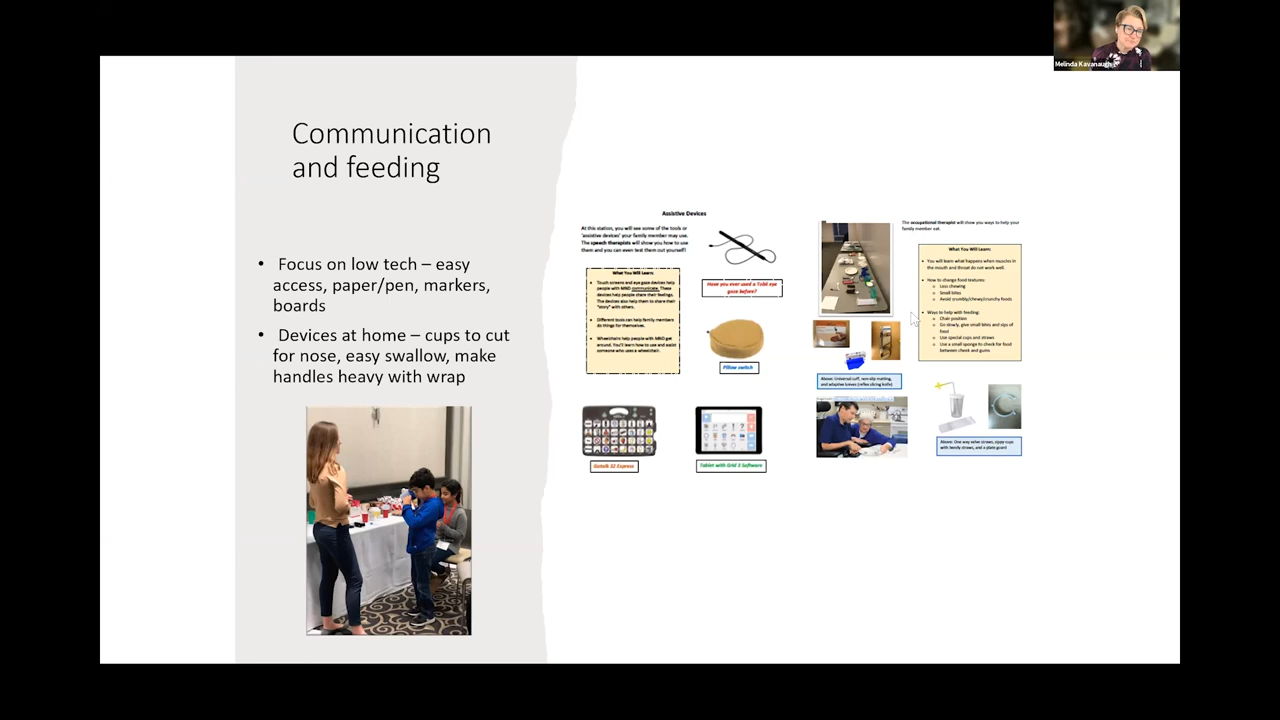 Melinda Kavanaugh
Communication
and feeding
• Focus on low tech – easy
access, paper/pen, markers,
boards
• Devices at home – cups to cut
for nose, easy swallow, make
handles heavy with wrap
Assistive Devices
At this station, you will see some of the tools or
'assistive devices' your family member may use.
The speech therapists will show you how to use
them and you can even test them out yourself!
What You Will Learn:
• Touch screens and eye gaze devices help
people with MND communicate. These
devices help people share their feelings.
The devices also help them to share their
"story" with others.
• Different tools can help family members
do things for themselves.
• Wheelchairs help people with MND get
around. You'll learn how to use and assist
someone who uses a wheelchair.
Have you ever used a Tobii eye
gaze before?
Pillow switch
Gotalk 32 Express
Tablet with Grid 3 Software
The occupational therapist will show you ways to help your
family member eat.
What You Will Learn:
• You will learn what happens when muscles in
the mouth and throat do not work well.
• How to change food textures:
o Less chewing
o Small bites
o Avoid crumbly/chewy/crunchy foods
• Ways to help with feeding:
o Chair position
o Go slowly, give small bites and sips of
food
o Use special cups and straws
o Use a small sponge to check for food
between cheek and gums
Above: Universal cuff, non-slip matting,
and adaptive knives (reflex slicing knife)
Above: One way valve straws, sippy cups
with bendy straws, and a plate guard